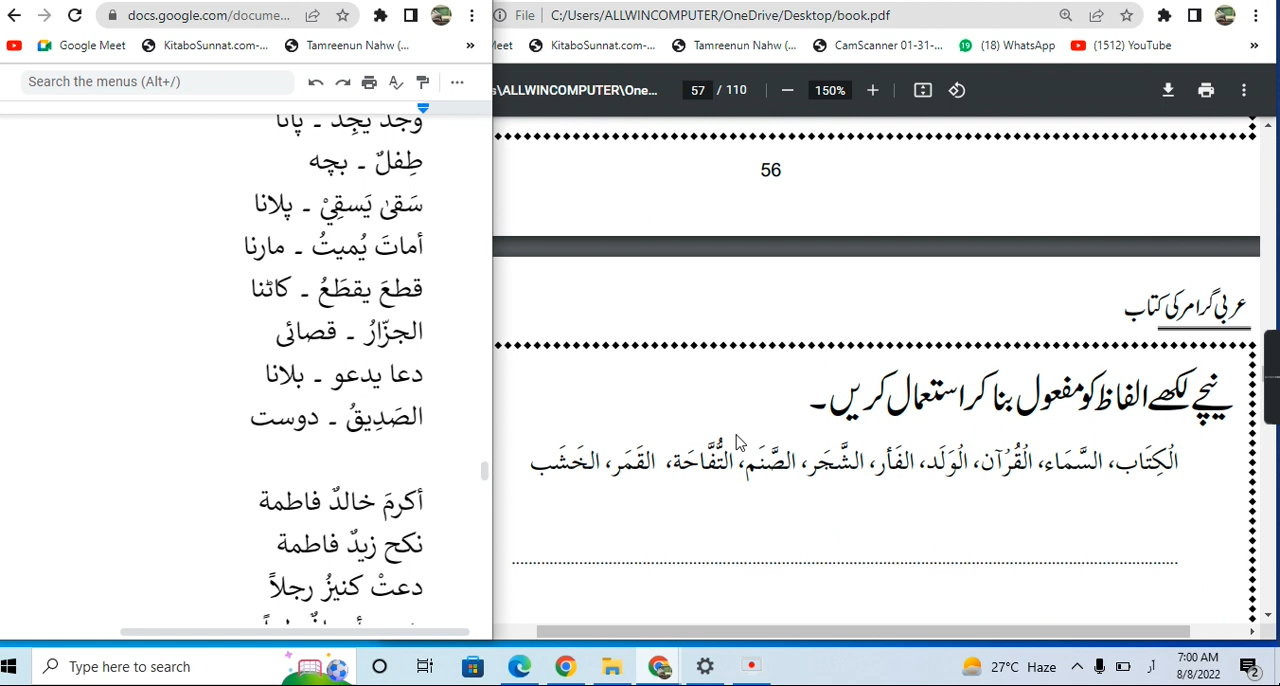 docs.google.com/docume...
Google Meet
KitaboSunnat.com-...
Tamreenun Nahw (...
»
Search the menus (Alt+/)
وجد يجِد ۔ پانا
طِفلٌ ۔ بچه
سَقیٰ یَسقِيْ ۔ پلانا
أماتَ يُميتُ ۔ مارنا
قطعَ يقطَعُ ۔ کاٹنا
الجزّارُ ۔ قصائی
دعا يدعو ۔ بلانا
الصَدِيقُ ۔ دوست
أكرمَ خالدٌ فاطمة
نكح زيدٌ فاطمة
دعتْ كنيزُ رجلاً
File
C:/Users/ALLWINCOMPUTER/OneDrive/Desktop/book.pdf
Meet
KitaboSunnat.com-...
Tamreenun Nahw (...
CamScanner 01-31-...
(18) WhatsApp
(1512) YouTube
»
s\ALLWINCOMPUTER\One...
57 / 110
150%
56
عربی گرامر کی کتاب
نیچے لکھے الفاظ کو مفعول بنا کر استعمال کریں۔
الْكِتَاب، السَّمَاء، الْقُرْآن، الْوَلَد، الفَأر، الشَّجَر، الصَّنَم، التُّفَّاحَة، القَمَر، الخَشَب
Type here to search
27°C Haze
7:00 AM
8/8/2022
2